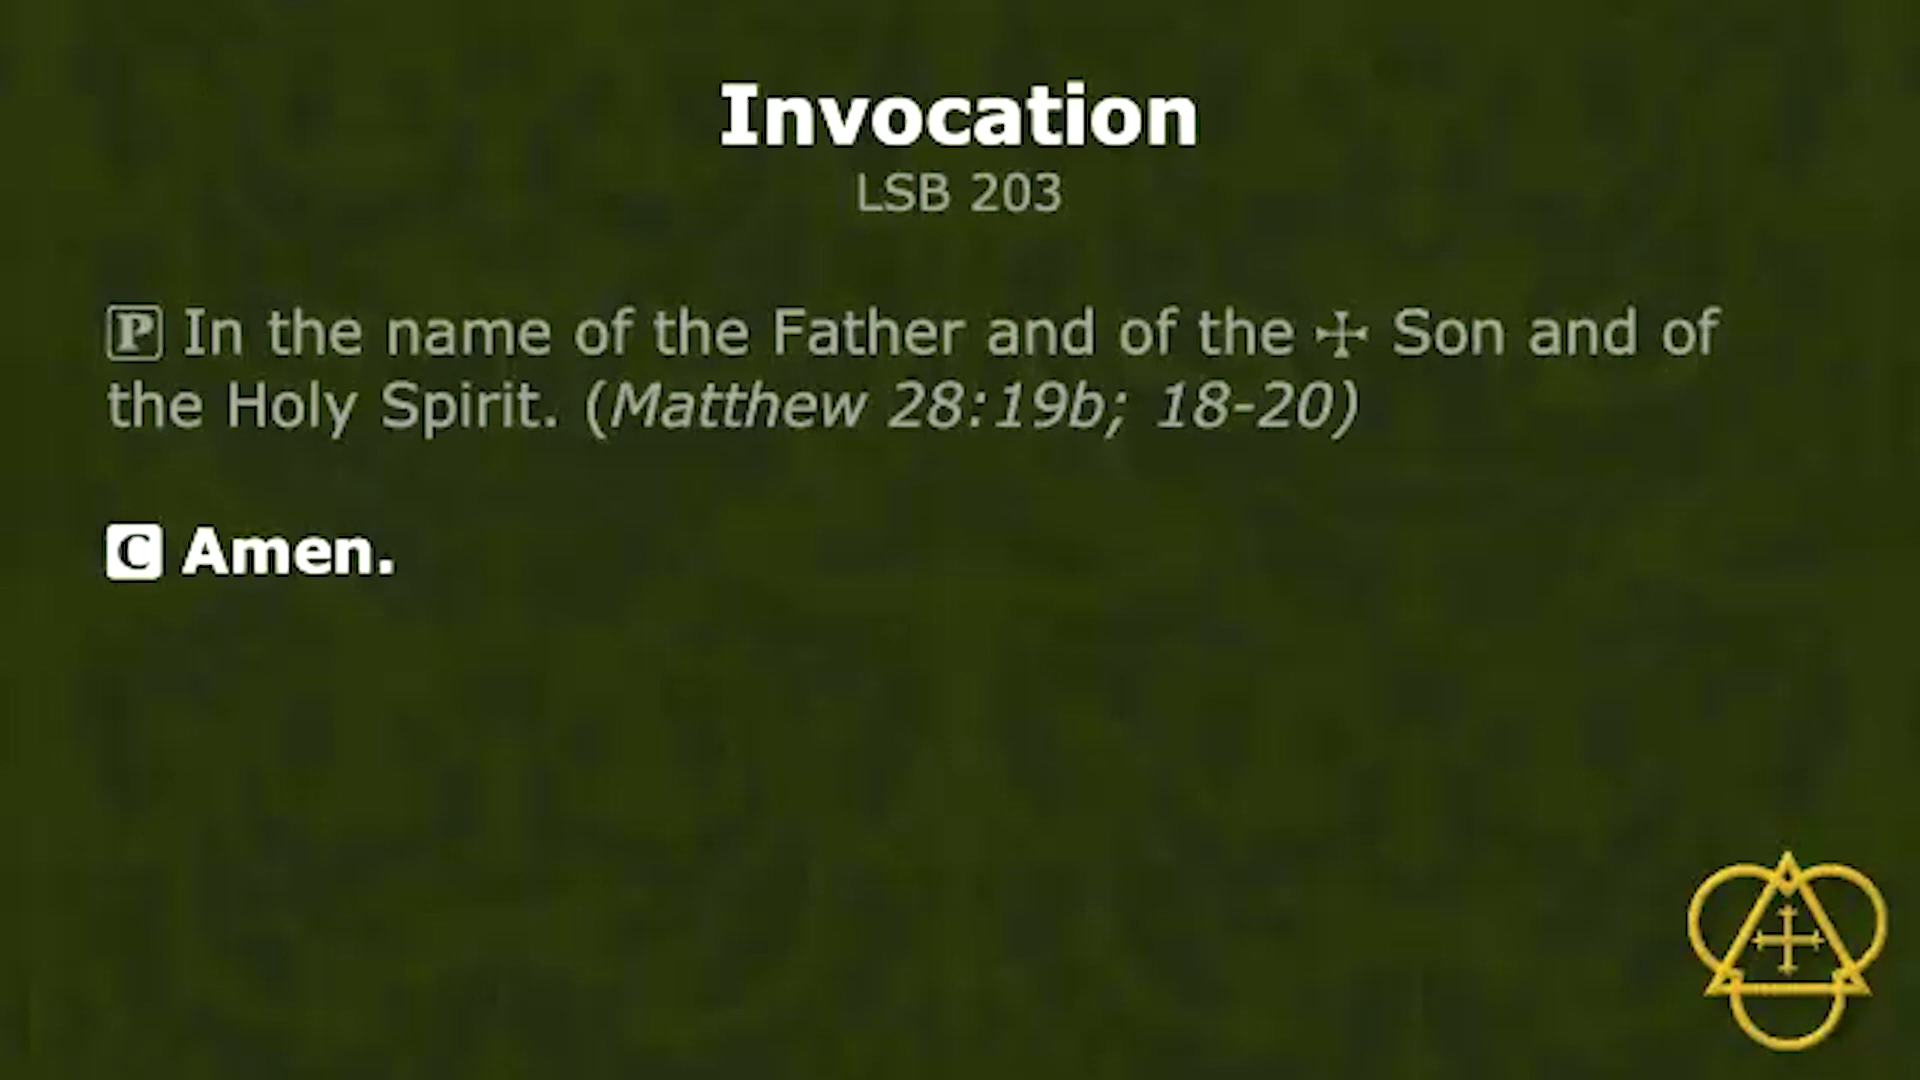 Invocation
LSB 203
P In the name of the Father and of the ☩ Son and of
the Holy Spirit. (Matthew 28:19b; 18-20)
C Amen.